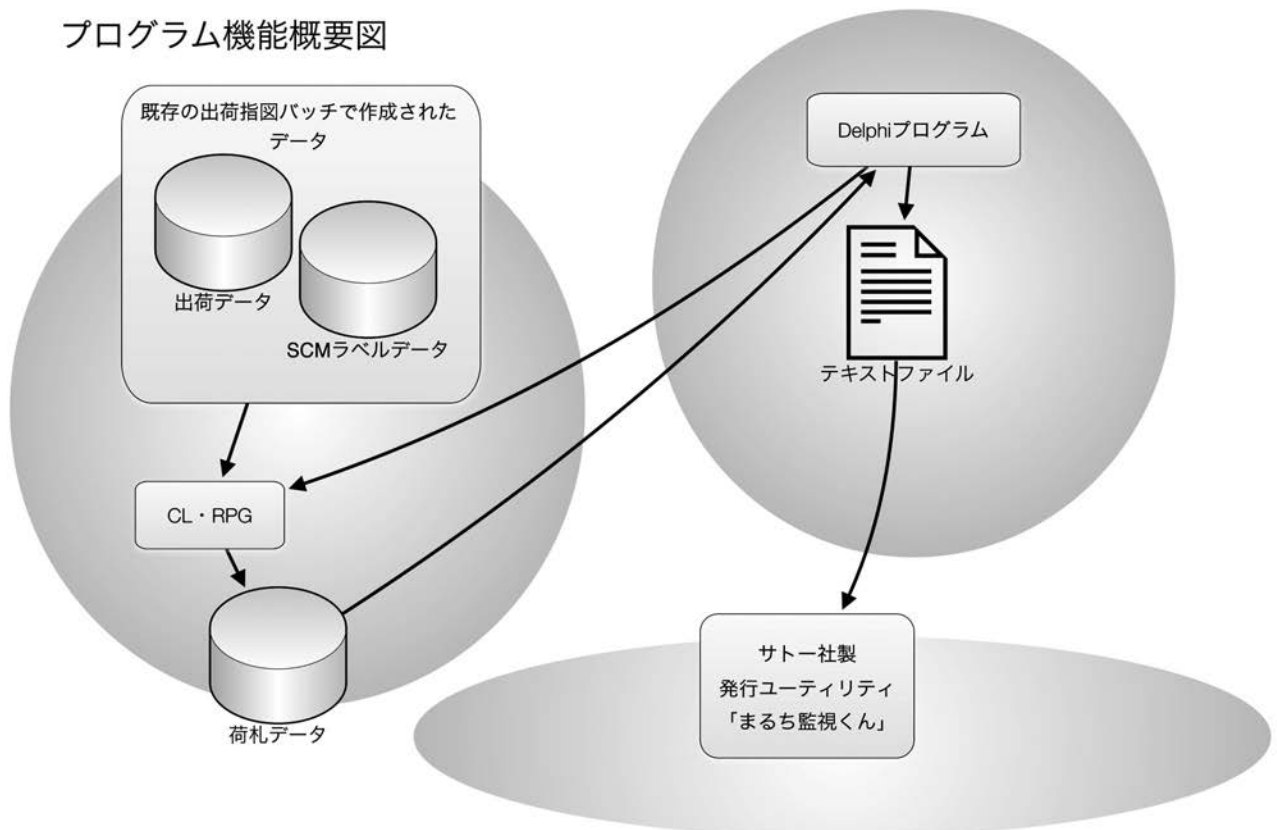 プログラム機能概要図
既存の出荷指図バッチで作成された
データ
出荷データ
SCMラベルデータ
CL・RPG
荷札データ
Delphiプログラム
テキストファイル
サトー社製
発行ユーティリティ
「まるち監視くん」